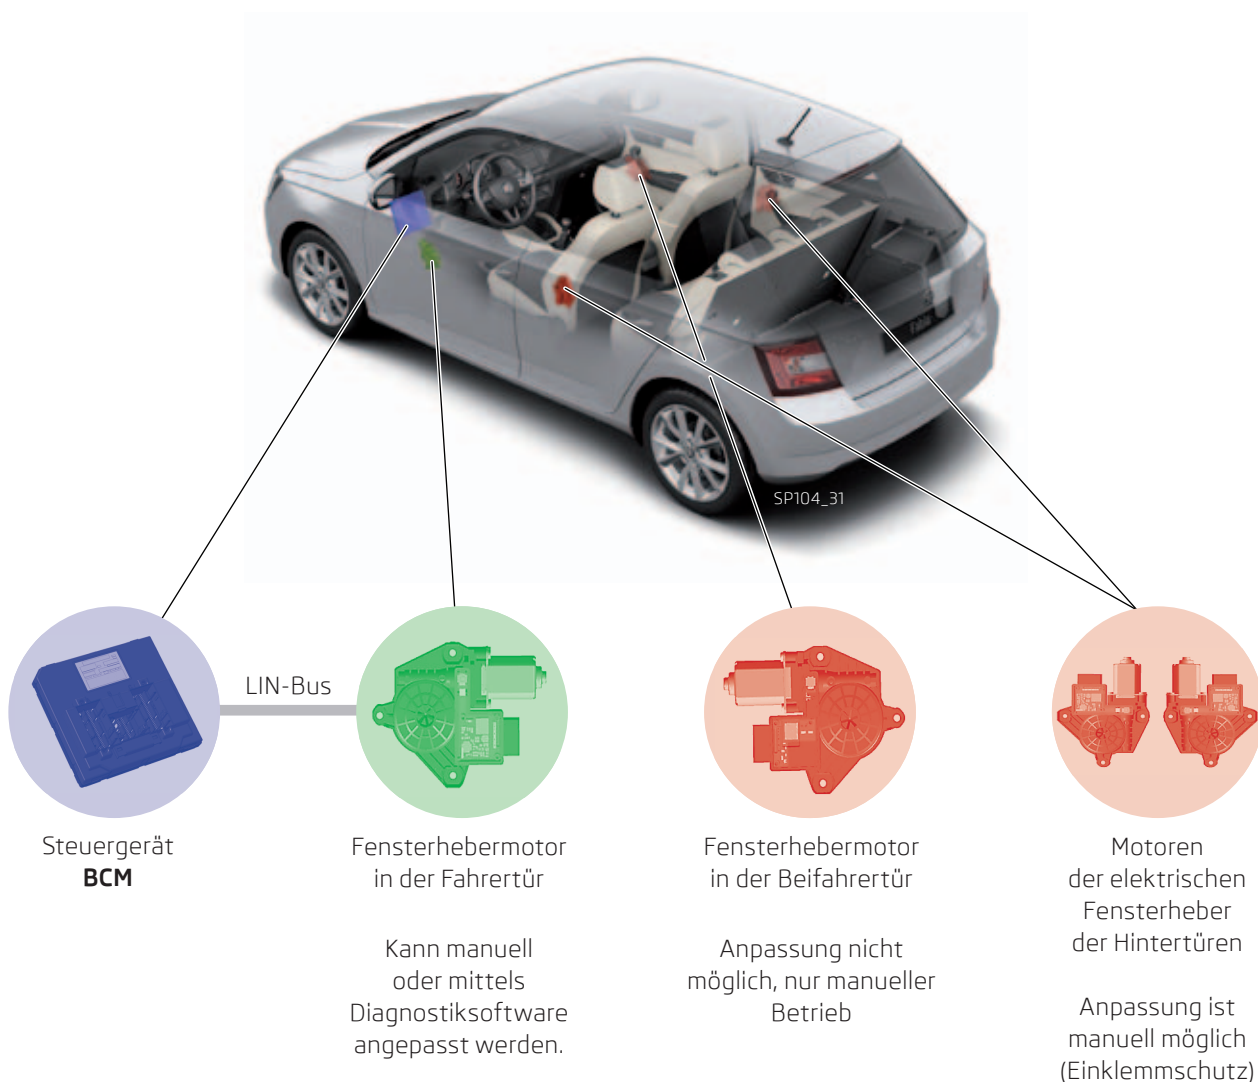 Fabia
SP104_31
LIN-Bus
Steuergerät
BCM
Fensterhebermotor
in der Fahrertür
Kann manuell
oder mittels
Diagnostiksoftware
angepasst werden.
Fensterhebermotor
in der Beifahrertür
Anpassung nicht
möglich, nur manueller
Betrieb
Motoren
der elektrischen
Fensterheber
der Hintertüren
Anpassung ist
manuell möglich
(Einklemmschutz)